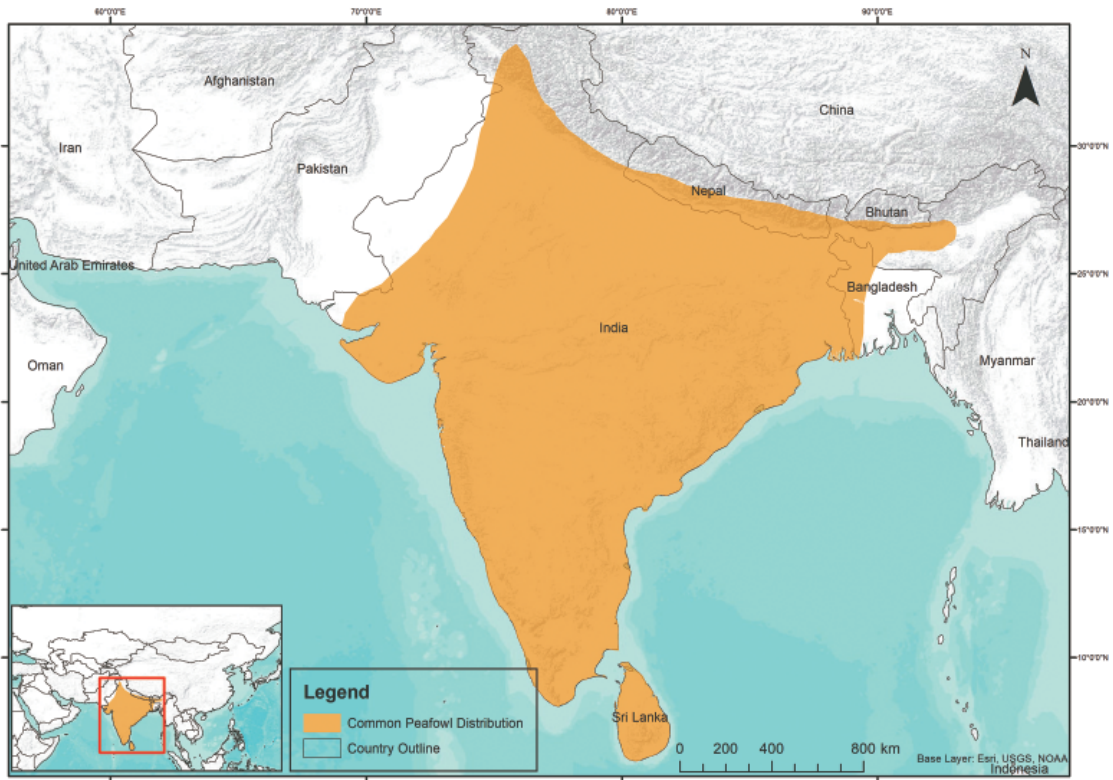 60°0'0"E 70°0'0"E 80°0'0"E 90°0'0"E
N
Afghanistan
China
Iran
30°0'0"N
Pakistan
Nepal
Bhutan
United Arab Emirates
25°0'0"N
Bangladesh
India
Oman
Myanmar
20°0'0"N
Thailand
15°0'0"N
10°0'0"N
Legend
Common Peafowl Distribution
Country Outline
Sri Lanka
0 200 400 800 km
Base Layer: Esri, USGS, NOAA
Indonesia